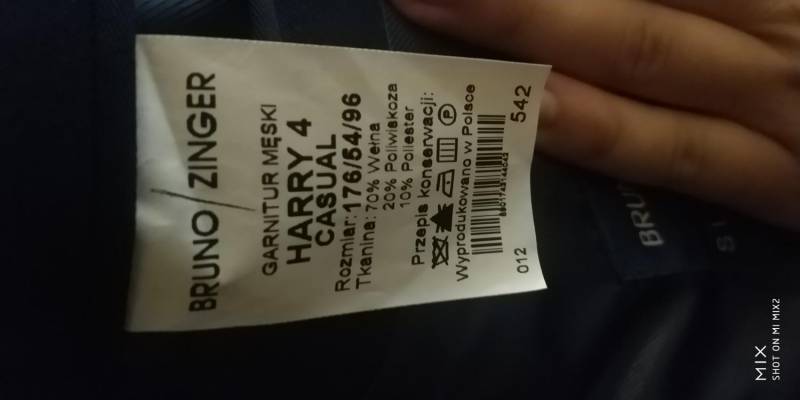 BRUNO/ZINGER
GARNITUR MĘSKI
HARRY 4
CASUAL
Rozmiar: 176/54/96
Tkanina: 70% Wełna
20% Poliwiskoza
10% Poliester
Przepis konserwacji:
P
Wyprodukowano w Polsce
012
542
BRU
S
MIX
SHOT ON MI MIX2